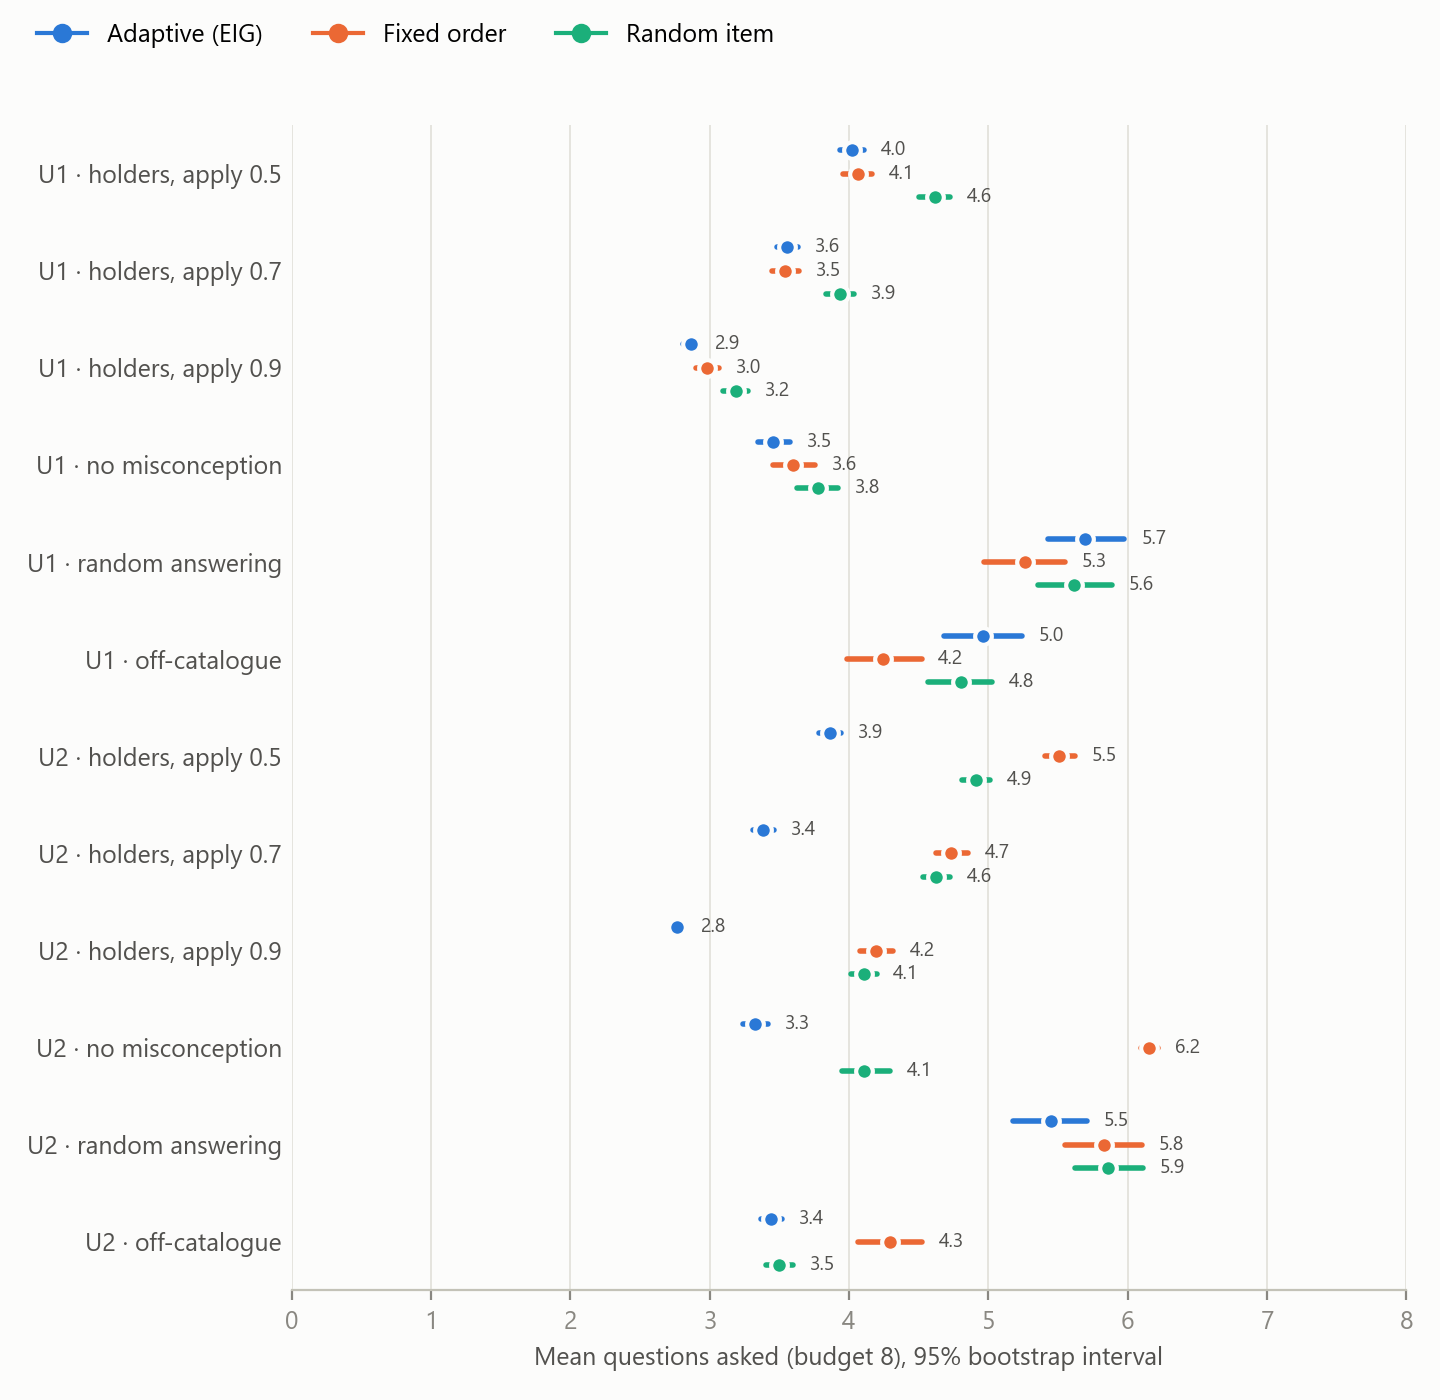 Adaptive (EIG) Fixed order Random item
U1 · holders, apply 0.5
4.0
4.1
4.6
U1 · holders, apply 0.7
3.6
3.5
3.9
U1 · holders, apply 0.9
2.9
3.0
3.2
U1 · no misconception
3.5
3.6
3.8
U1 · random answering
5.7
5.3
5.6
U1 · off-catalogue
5.0
4.2
4.8
U2 · holders, apply 0.5
3.9
5.5
4.9
U2 · holders, apply 0.7
3.4
4.7
4.6
U2 · holders, apply 0.9
2.8
4.2
4.1
U2 · no misconception
3.3
6.2
4.1
U2 · random answering
5.5
5.8
5.9
U2 · off-catalogue
3.4
4.3
3.5
0 1 2 3 4 5 6 7 8
Mean questions asked (budget 8), 95% bootstrap interval